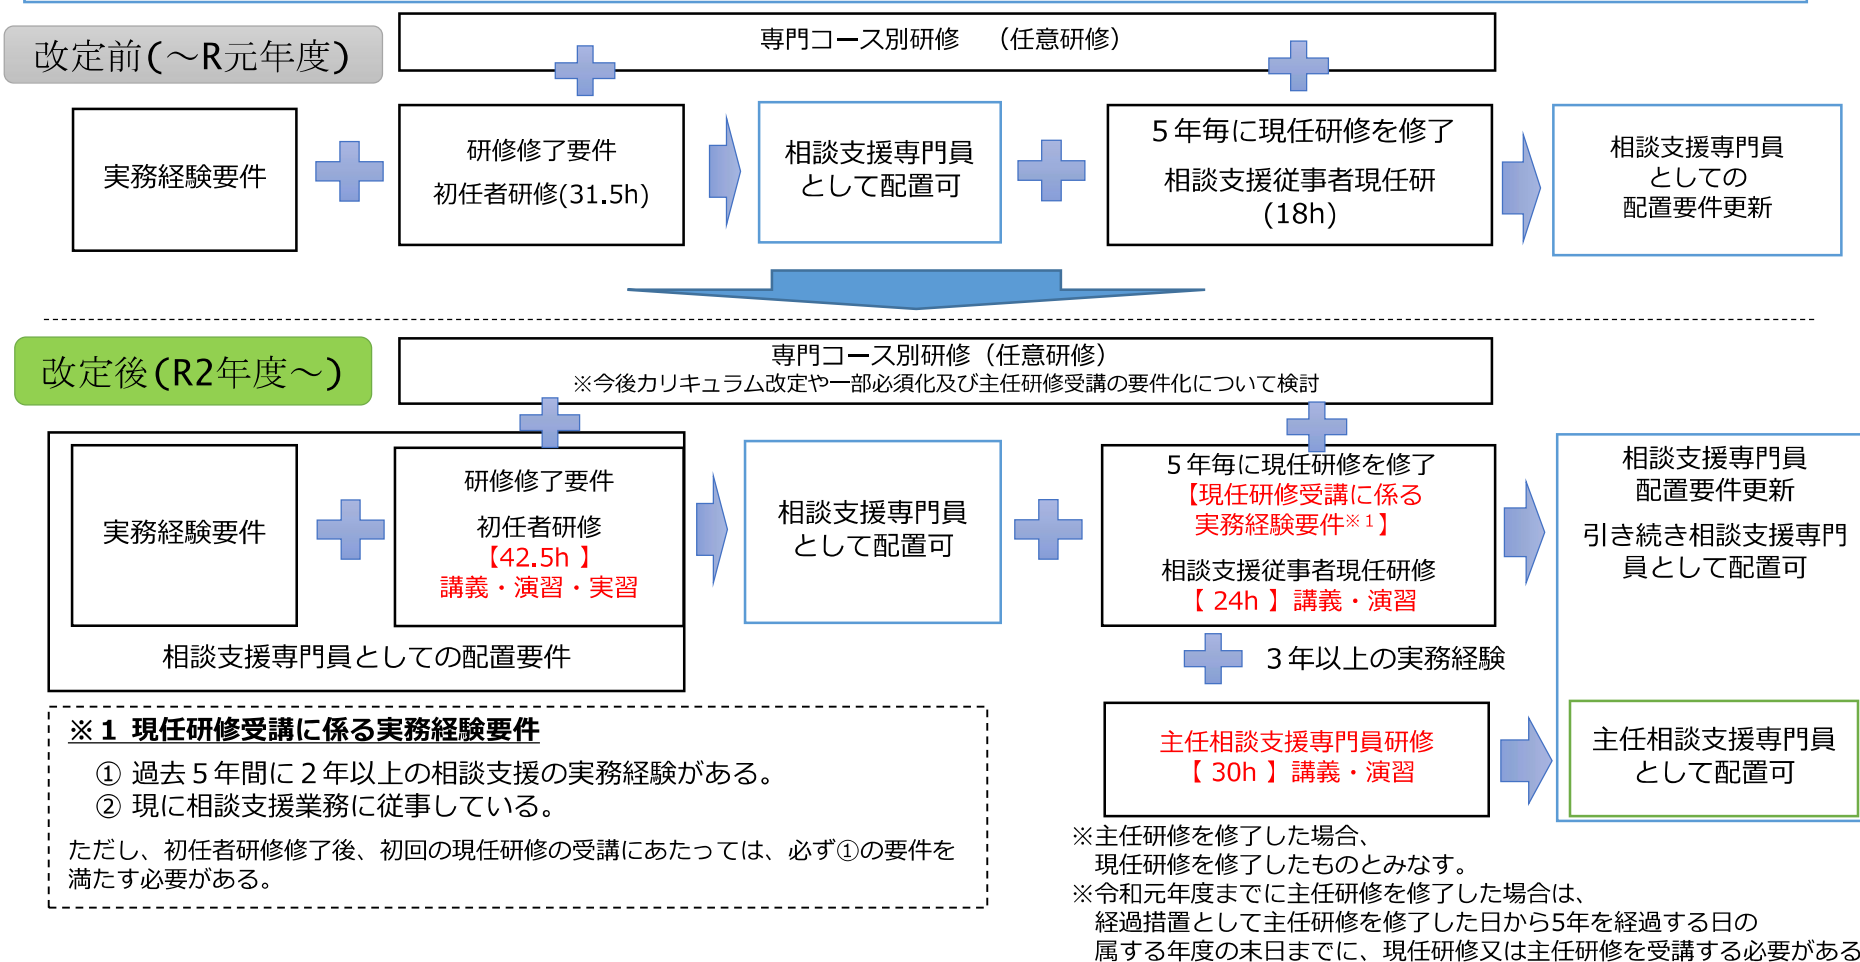 改定前(～R元年度)
専門コース別研修　（任意研修）
実務経験要件
研修修了要件
初任者研修(31.5h)
相談支援専門員
として配置可
５年毎に現任研修を修了
相談支援従事者現任研
(18h)
相談支援専門員
としての
配置要件更新
改定後(R2年度～)
専門コース別研修（任意研修）
※今後カリキュラム改定や一部必須化及び主任研修受講の要件化について検討
実務経験要件
研修修了要件
初任者研修
【42.5h 】
講義・演習・実習
相談支援専門員としての配置要件
相談支援専門員
として配置可
５年毎に現任研修を修了
【現任研修受講に係る
実務経験要件※１】
相談支援従事者現任研修
【 24h 】講義・演習
相談支援専門員
配置要件更新
引き続き相談支援専門
員として配置可
３年以上の実務経験
主任相談支援専門員研修
【 30h 】講義・演習
主任相談支援専門員
として配置可
※１ 現任研修受講に係る実務経験要件
① 過去５年間に２年以上の相談支援の実務経験がある。
② 現に相談支援業務に従事している。
ただし、初任者研修修了後、初回の現任研修の受講にあたっては、必ず①の要件を
満たす必要がある。
※主任研修を修了した場合、
現任研修を修了したものとみなす。
※令和元年度までに主任研修を修了した場合は、
経過措置として主任研修を修了した日から5年を経過する日の
属する年度の末日までに、現任研修又は主任研修を受講する必要がある